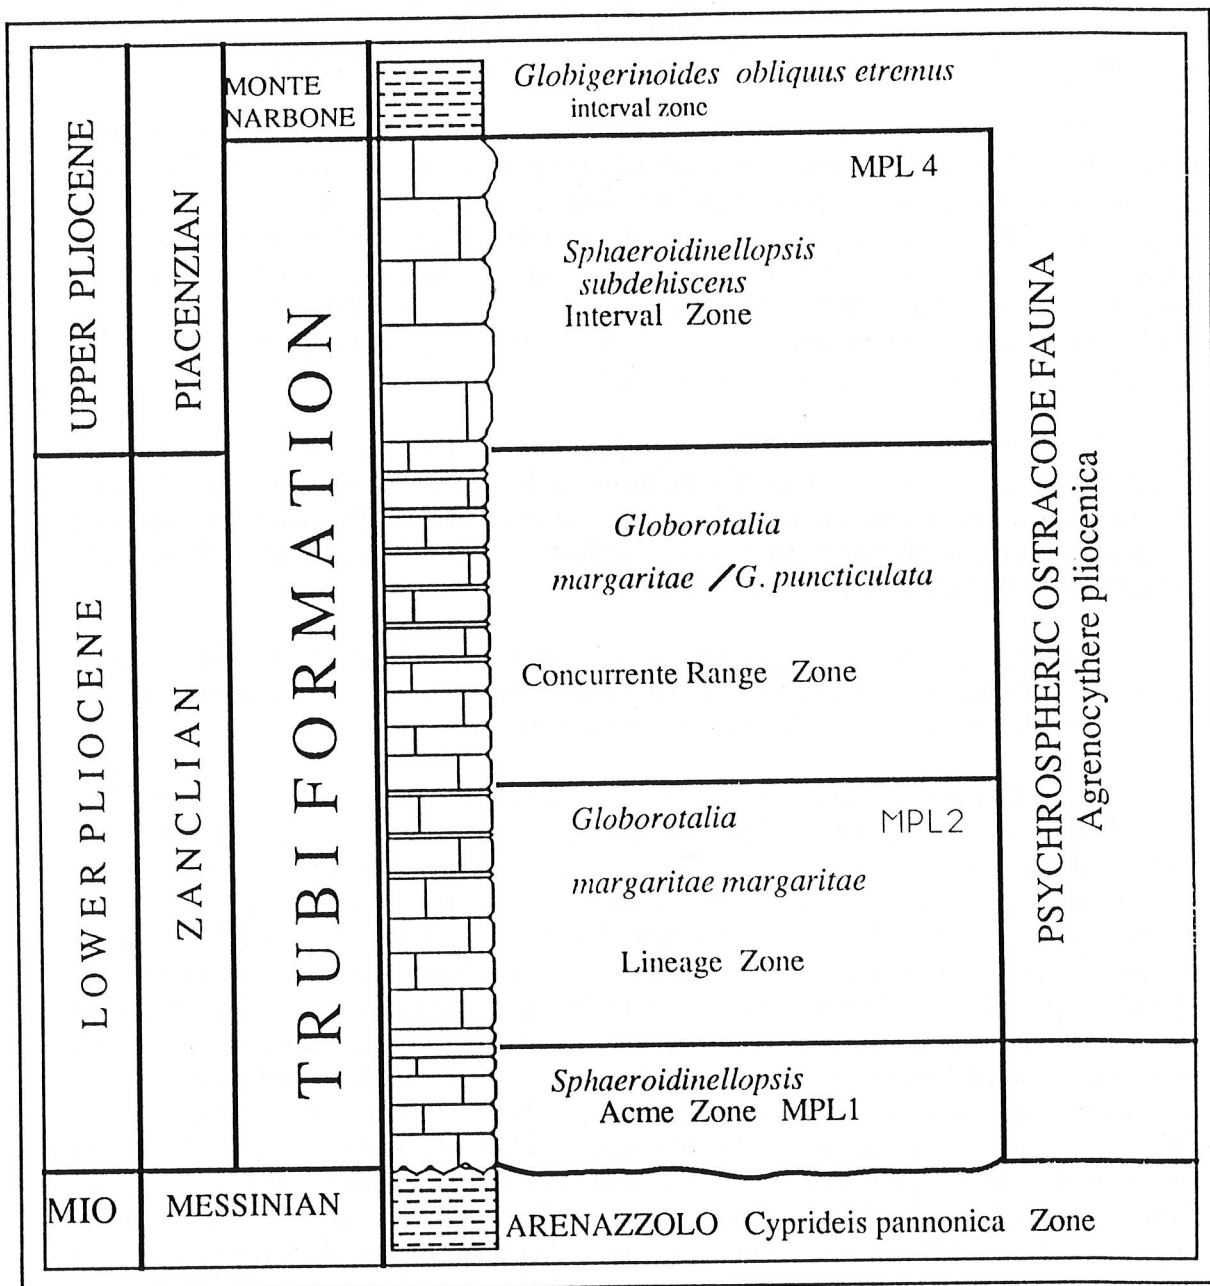 UPPER PLIOCENE
PIACENZIAN
MONTE
NARBONE
Globigerinoides obliquus etremus
interval zone
MPL 4
Sphaeroidinellopsis
subdehiscens
Interval Zone
TRUBI FORMATION
LOWER PLIOCENE
ZANCLIAN
Globorotalia
margaritae / G. puncticulata
Concurrente Range Zone
Globorotalia MPL2
margaritae margaritae
Lineage Zone
Sphaeroidinellopsis
Acme Zone MPL1
PSYCHROSPHERIC OSTRACODE FAUNA
Agrenocythere pliocenica
MIO
MESSINIAN
ARENAZZOLO Cyprideis pannonica Zone